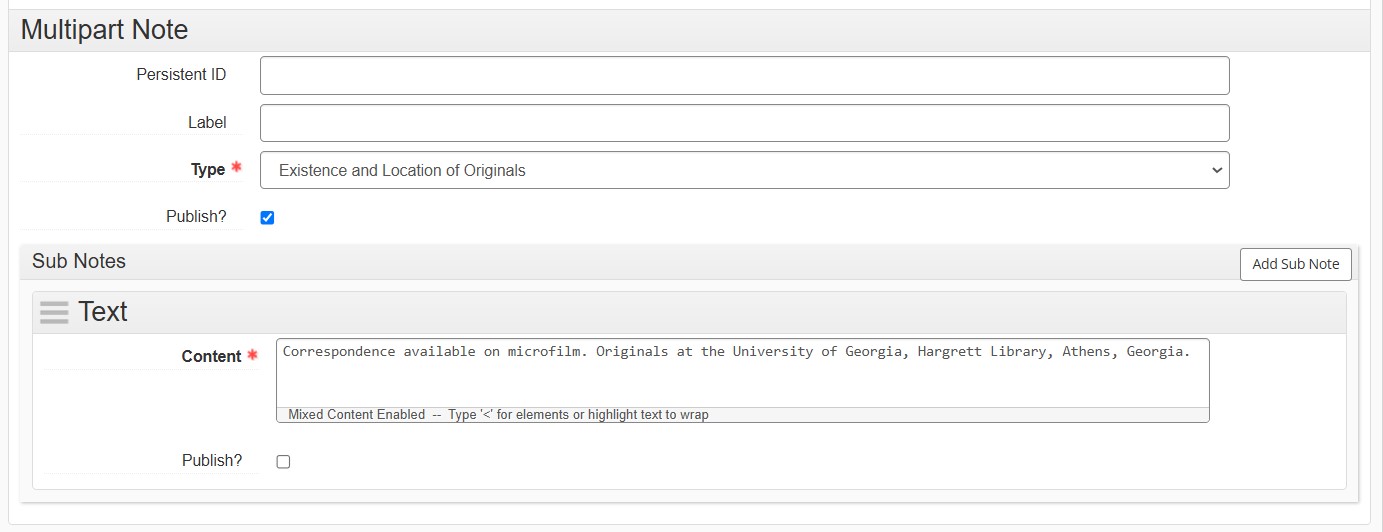 Multipart Note
Persistent ID
Label
Type *
Existence and Location of Originals
Publish?
Sub Notes
Add Sub Note
Text
Content *
Correspondence available on microfilm. Originals at the University of Georgia, Hargrett Library, Athens, Georgia.
Mixed Content Enabled -- Type '<' for elements or highlight text to wrap
Publish?